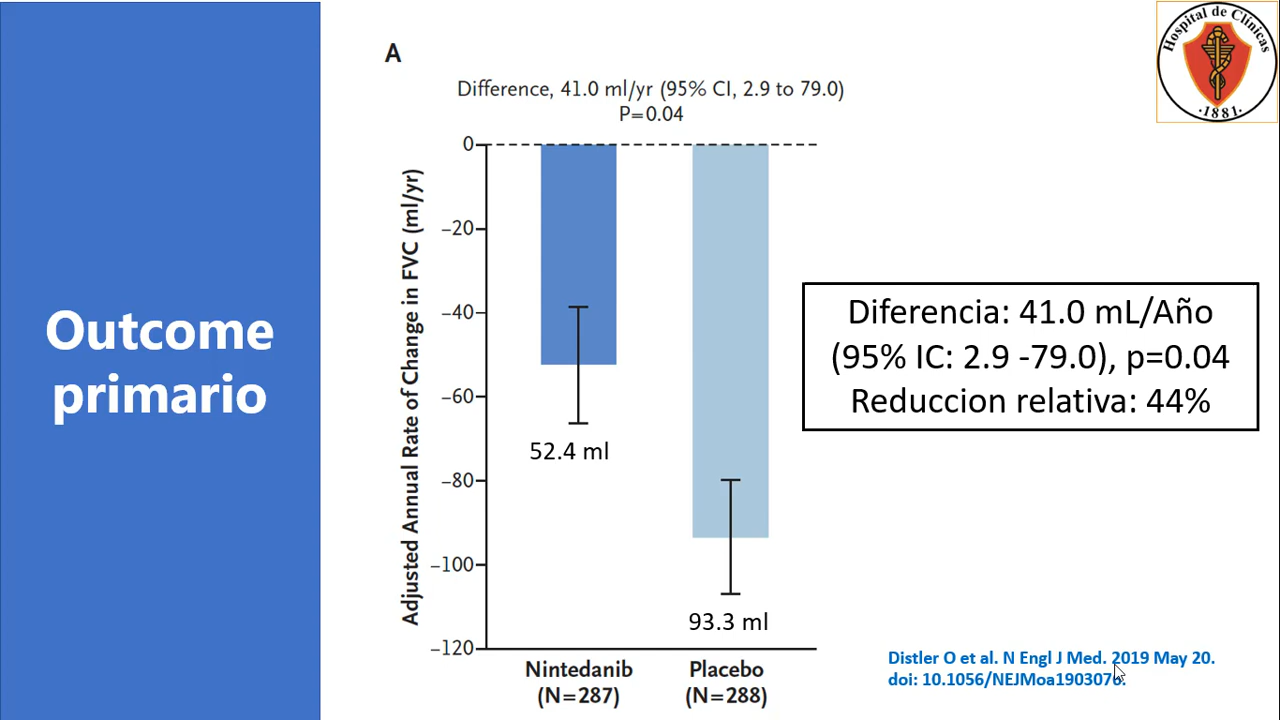 Hospital de Clínicas
·1881·
A
Difference, 41.0 ml/yr (95% CI, 2.9 to 79.0)
P=0.04
Adjusted Annual Rate of Change in FVC (ml/yr)
0
−20
−40
−60
−80
−100
−120
52.4 ml
93.3 ml
Nintedanib
(N=287)
Placebo
(N=288)
Outcome
primario
Diferencia: 41.0 mL/Año
(95% IC: 2.9 -79.0), p=0.04
Reduccion relativa: 44%
Distler O et al. N Engl J Med. 2019 May 20.
doi: 10.1056/NEJMoa1903076.